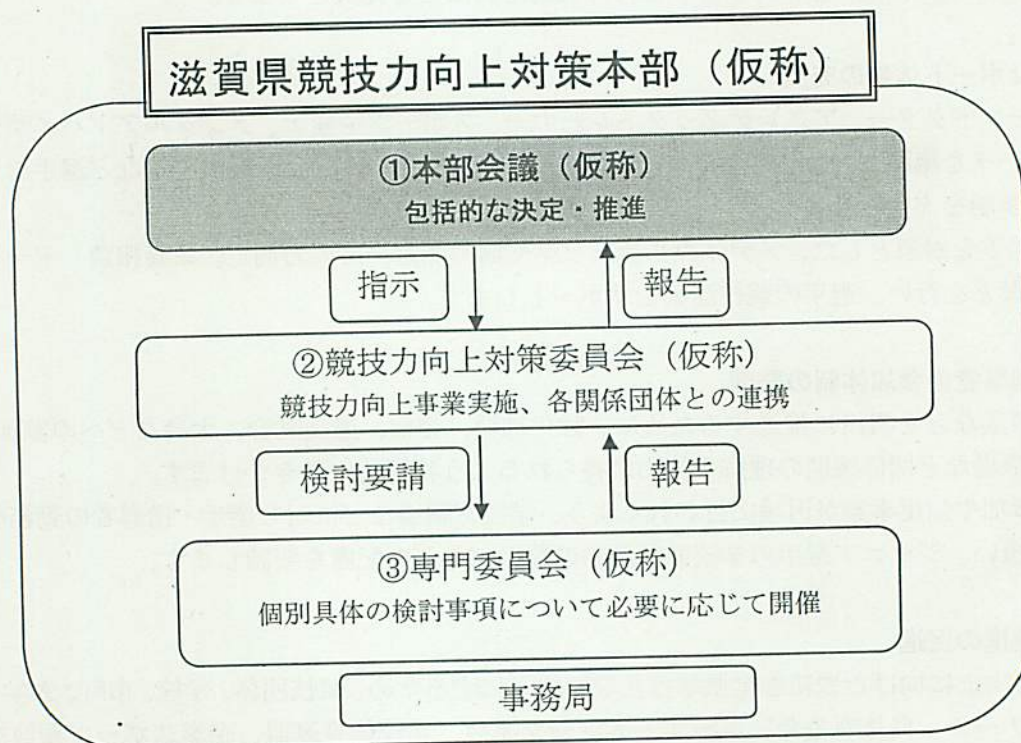 滋賀県競技力向上対策本部(仮称)
①本部会議(仮称)
包括的な決定・推進
指示
報告
②競技力向上対策委員会(仮称)
競技力向上事業実施、各関係団体との連携
検討要請
報告
③専門委員会(仮称)
個別具体の検討事項について必要に応じて開催
事務局